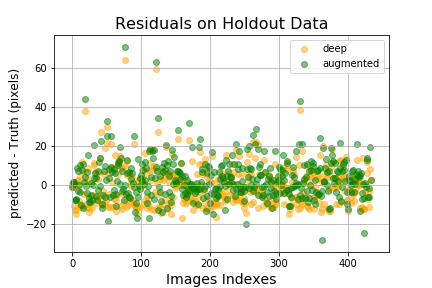 Residuals on Holdout Data
deep
augmented
predicted - Truth (pixels)
60
40
20
0
−20
0 100 200 300 400
Images Indexes